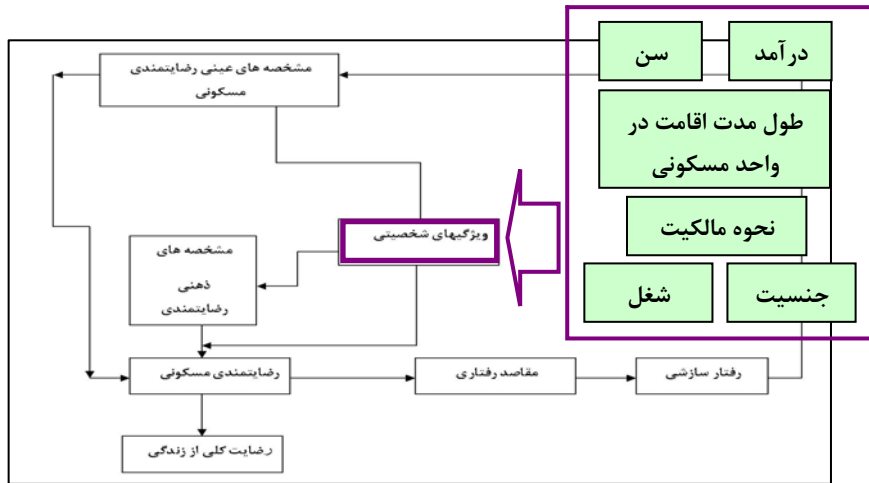 درآمد
سن
طول مدت اقامت در
واحد مسکونی
نحوه مالکیت
جنسیت
شغل
مشخصه های عینی رضایتمندی
مسکونی
ویژگیهای شخصیتی
مشخصه های
ذهنی
رضایتمندی
رضایتمندی مسکونی
مقاصد رفتاری
رفتار سازشی
رضایت کلی از زندگی